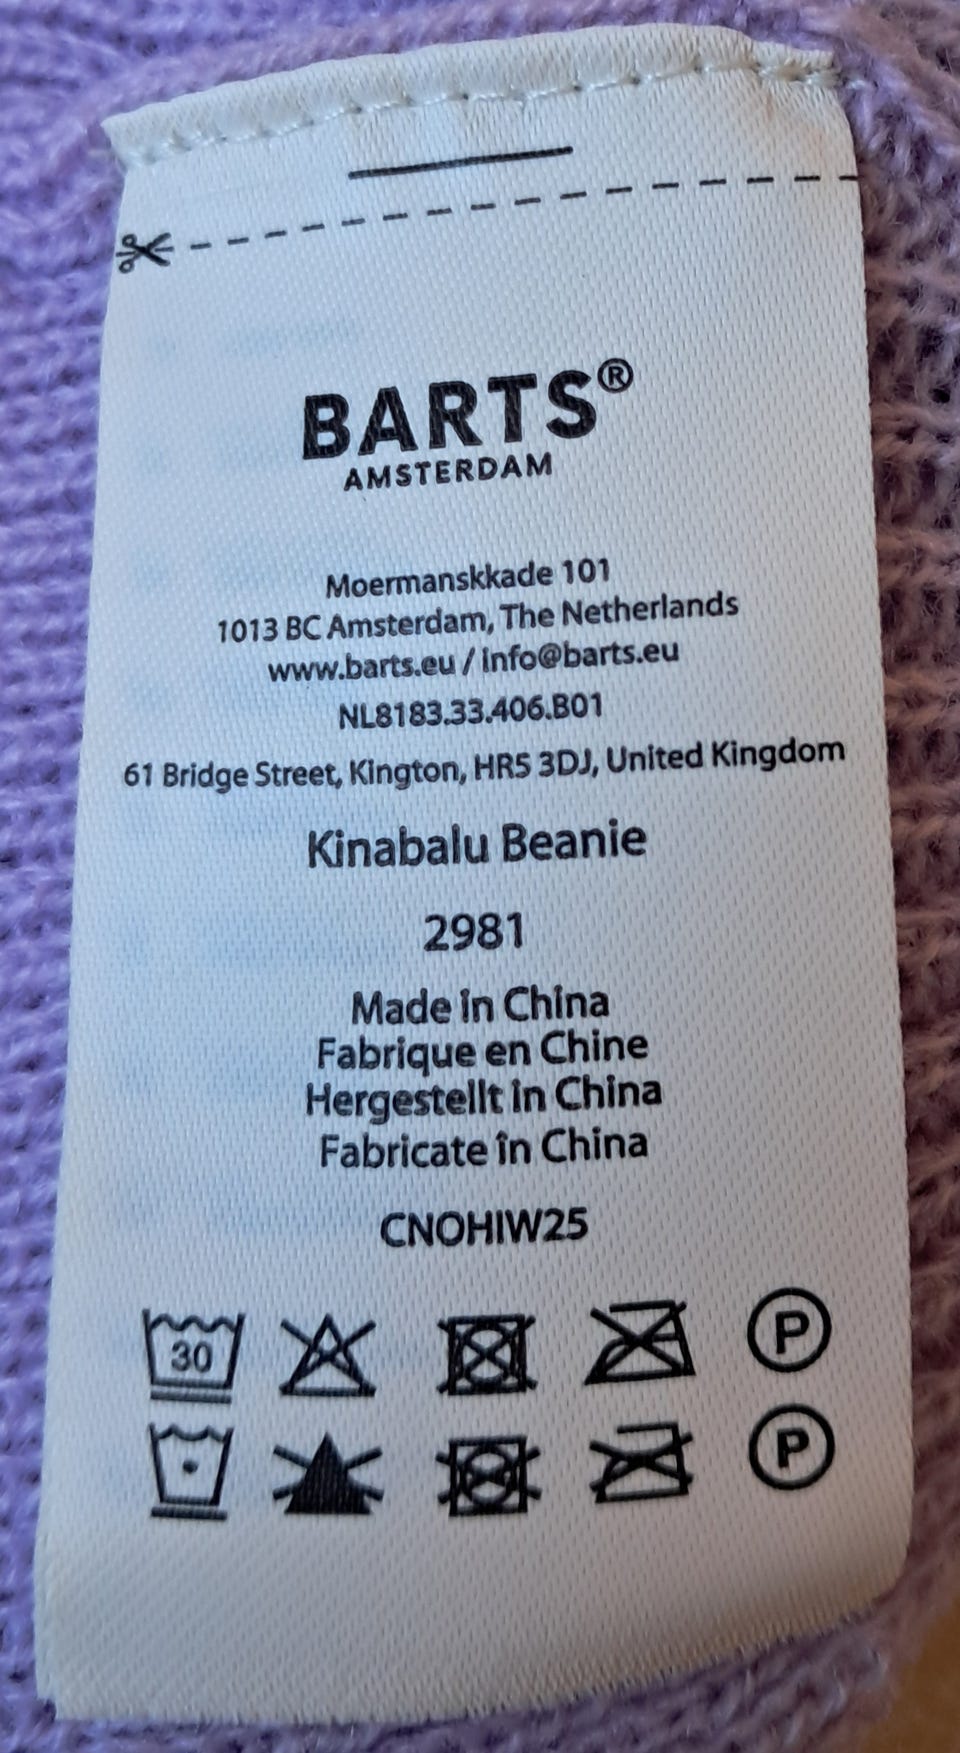 BARTS®
AMSTERDAM
Moermanskkade 101
1013 BC Amsterdam, The Netherlands
www.barts.eu / info@barts.eu
NL8183.33.406.B01
61 Bridge Street, Kington, HR5 3DJ, United Kingdom
Kinabalu Beanie
2981
Made in China
Fabrique en Chine
Hergestellt in China
Fabricate în China
CNOHIW25
30 P
P